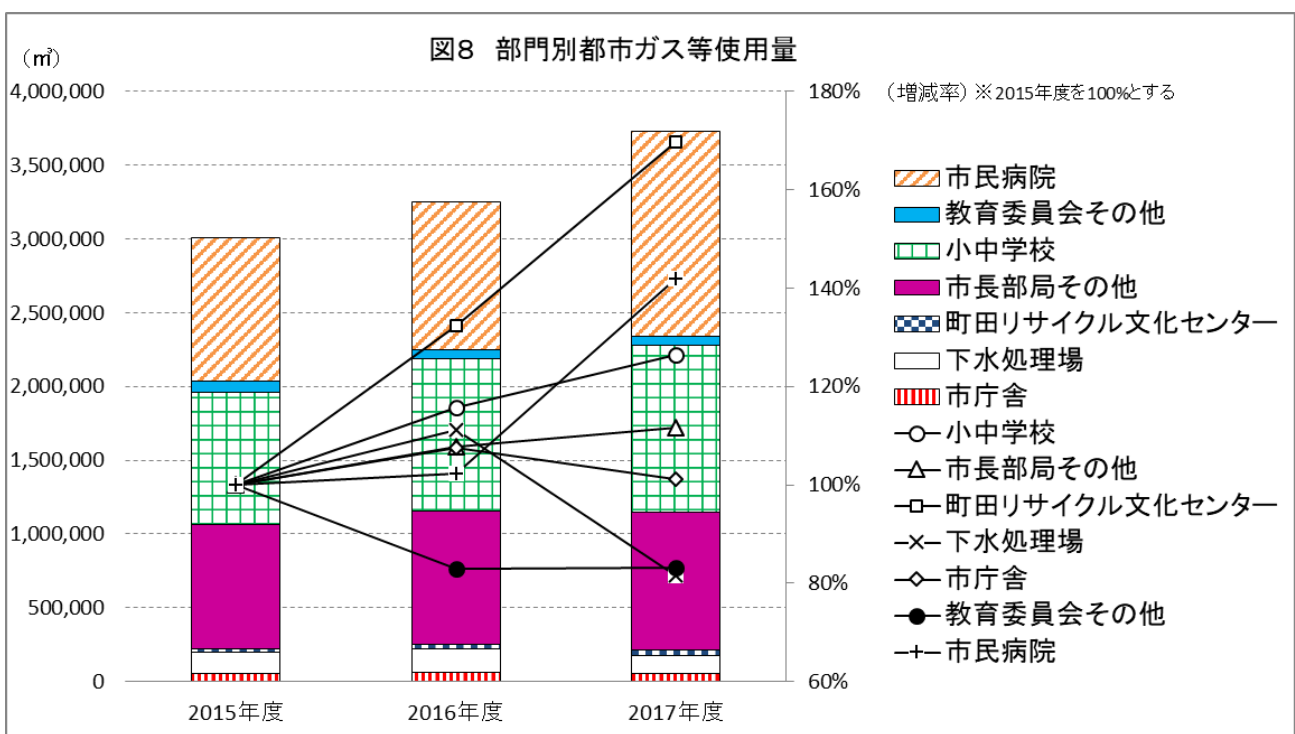 図8 部門別都市ガス等使用量
(㎥)
4,000,000
3,500,000
3,000,000
2,500,000
2,000,000
1,500,000
1,000,000
500,000
0
2015年度
2016年度
2017年度
180%
160%
140%
120%
100%
80%
60%
(増減率) ※2015年度を100%とする
市民病院
教育委員会その他
小中学校
市長部局その他
町田リサイクル文化センター
下水処理場
市庁舎
小中学校
市長部局その他
町田リサイクル文化センター
下水処理場
市庁舎
教育委員会その他
市民病院